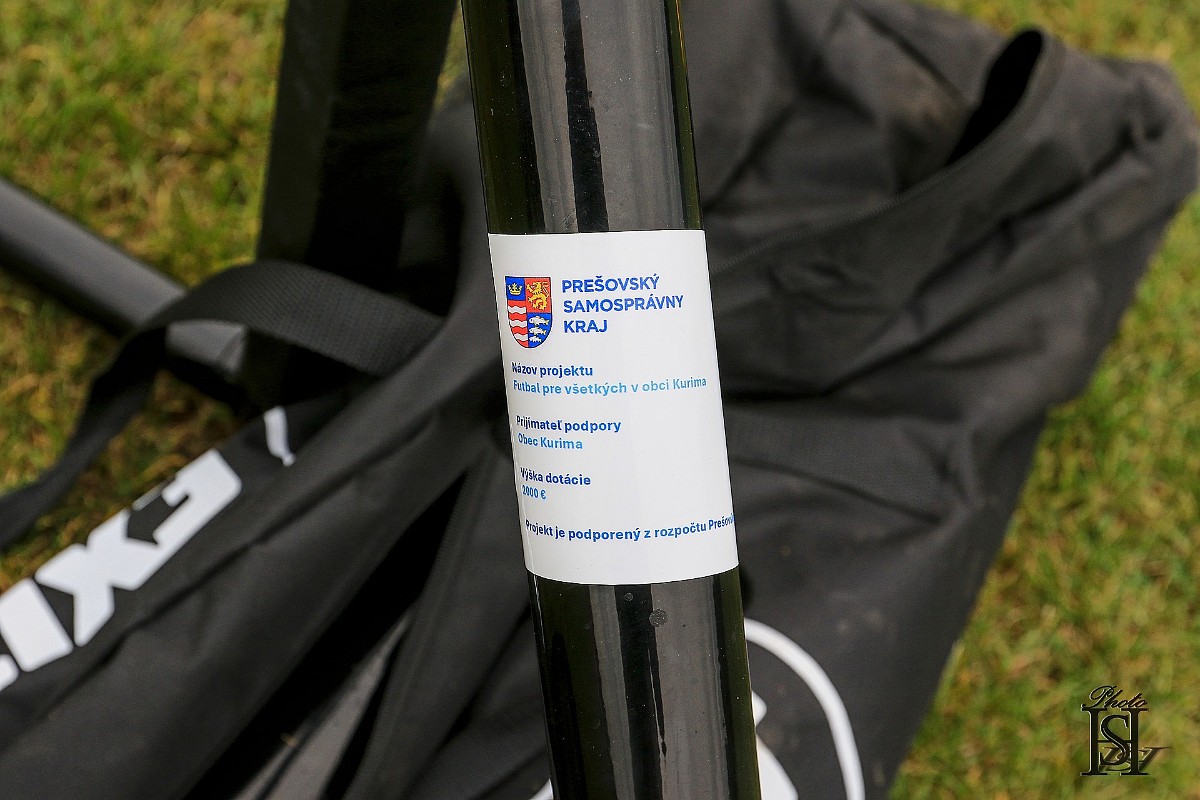 PREŠOVSKÝ
SAMOSPRÁVNY
KRAJ
Názov projektu
Futbal pre všetkých v obci Kurima
Prijímateľ podpory
Obec Kurima
Výška dotácie
2000 €
Projekt je podporený z rozpočtu
Photo